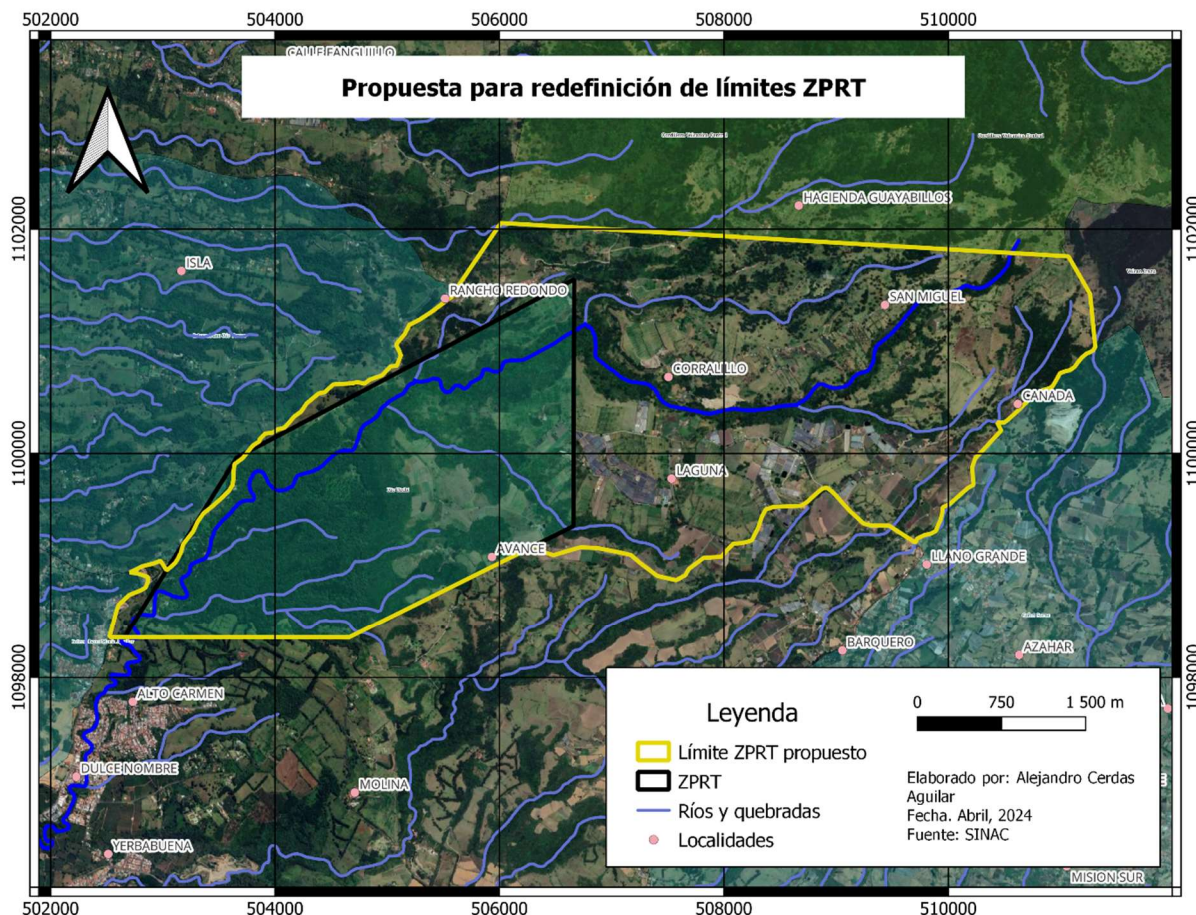 502000 504000 506000 508000 510000
CALLE FANGUILLO
Propuesta para redefinición de límites ZPRT
HACIENDA GUAYABILLOS
1102000
1102000
ISLA
RANCHO REDONDO
SAN MIGUEL
CORRALILLO
CANADA
1100000
1100000
LAGUNA
AVANCE
LLANO GRANDE
BARQUERO
AZAHAR
1098000
1098000
ALTO CARMEN
DULCE NOMBRE
MOLINA
YERBABUENA
Leyenda
Límite ZPRT propuesto
ZPRT
Ríos y quebradas
Localidades
0 750 1 500 m
Elaborado por: Alejandro Cerdas
Aguilar
Fecha. Abril, 2024
Fuente: SINAC
MISION SUR
502000 504000 506000 508000 510000